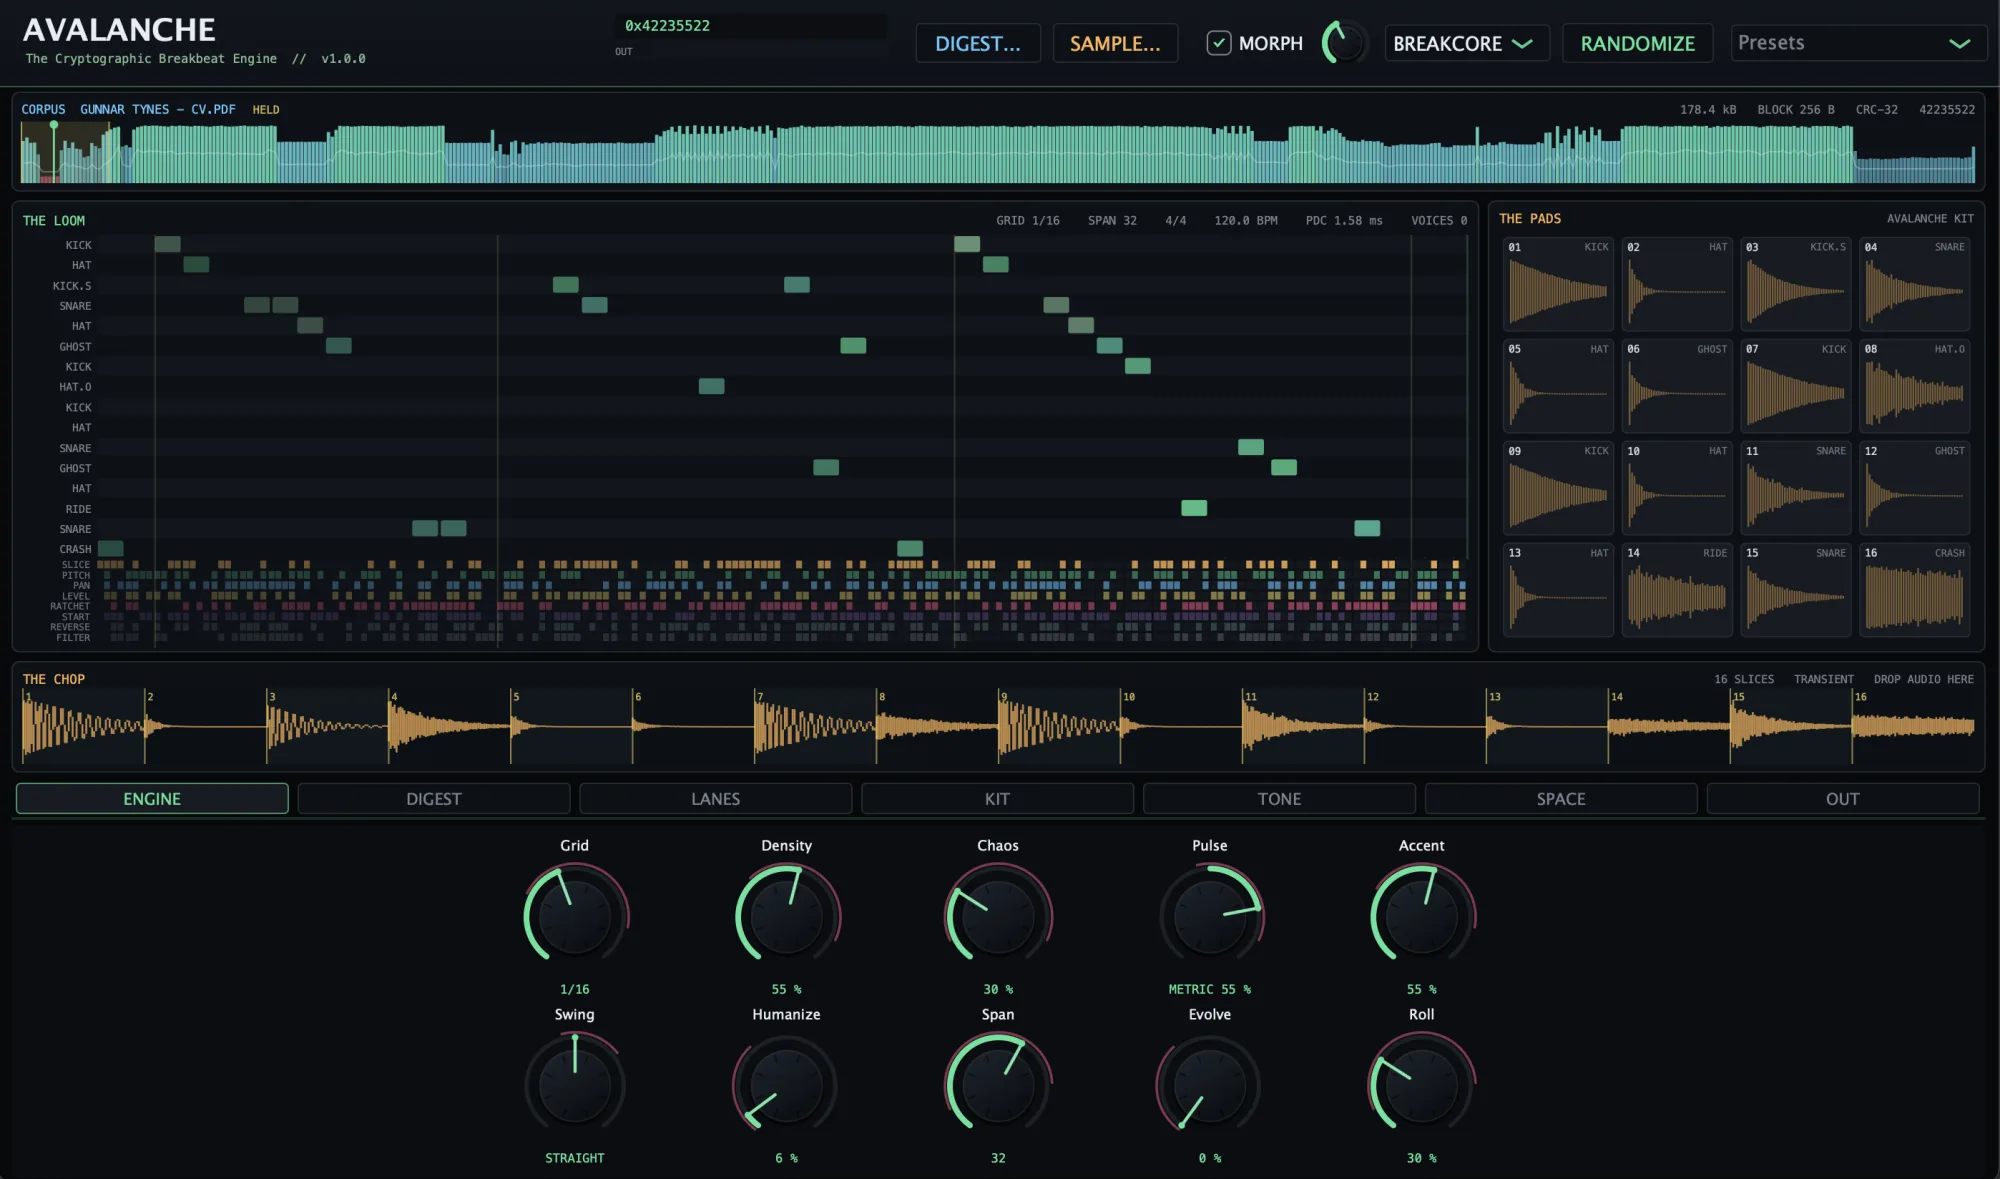 AVALANCHE
The Cryptographic Breakbeat Engine // v1.0.0
0x42235522
OUT
DIGEST...
SAMPLE...
MORPH
BREAKCORE
RANDOMIZE
Presets
CORPUS GUNNAR TYNES – CV.PDF HELD
178.4 kB BLOCK 256 B CRC-32 42235522
THE LOOM
GRID 1/16 SPAN 32 4/4 120.0 BPM PDC 1.58 ms VOICES 0
KICK
HAT
KICK.S
SNARE
HAT
GHOST
KICK
HAT.O
KICK
HAT
SNARE
GHOST
HAT
RIDE
SNARE
CRASH
SLICE
PITCH
PAN
LEVEL
RATCHET
START
REVERSE
FILTER
THE PADS
AVALANCHE KIT
01 KICK
02 HAT
03 KICK.S
04 SNARE
05 HAT
06 GHOST
07 KICK
08 HAT.O
09 KICK
10 HAT
11 SNARE
12 GHOST
13 HAT
14 RIDE
15 SNARE
16 CRASH
THE CHOP
16 SLICES TRANSIENT DROP AUDIO HERE
1 2 3 4 5 6 7 8 9 10 11 12 13 14 15 16
ENGINE
DIGEST
LANES
KIT
TONE
SPACE
OUT
Grid Density Chaos Pulse Accent
1/16 55 % 30 % METRIC 55 % 55 %
Swing Humanize Span Evolve Roll
STRAIGHT 6 % 32 0 % 30 %